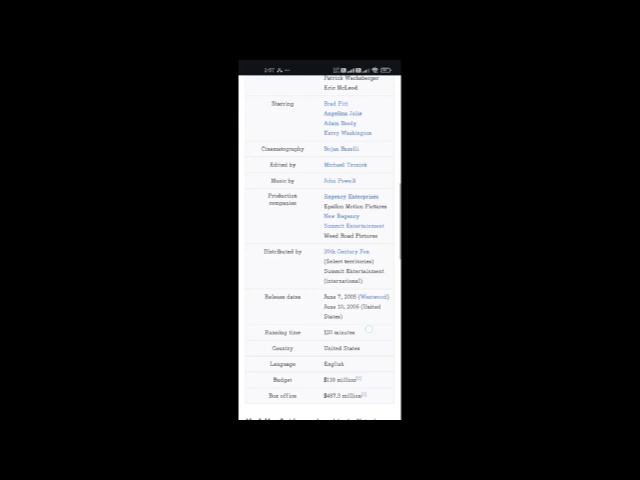 2:57
Patrick Wachsberger
Eric McLeod
Starring
Brad Pitt
Angelina Jolie
Adam Brody
Kerry Washington
Cinematography
Bojan Bazelli
Edited by
Michael Tronick
Music by
John Powell
Production companies
Regency Enterprises
Epsilon Motion Pictures
New Regency
Summit Entertainment
Weed Road Pictures
Distributed by
20th Century Fox
(Select territories)
Summit Entertainment
(International)
Release dates
June 7, 2005 (Westwood)
June 10, 2005 (United
States)
Running time
120 minutes
Country
United States
Language
English
Budget
Box office